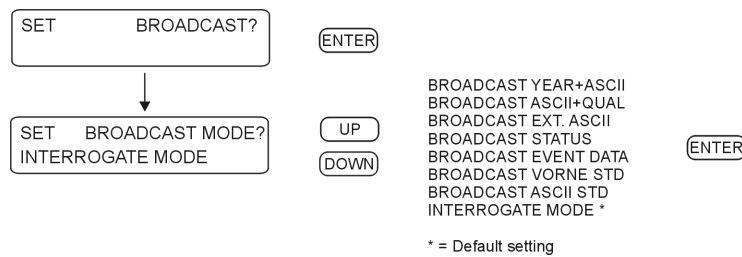 SET BROADCAST?
ENTER
SET BROADCAST MODE?
INTERROGATE MODE
UP
DOWN
BROADCAST YEAR+ASCII
BROADCAST ASCII+QUAL
BROADCAST EXT. ASCII
BROADCAST STATUS
BROADCAST EVENT DATA
BROADCAST VORNE STD
BROADCAST ASCII STD
INTERROGATE MODE *
* = Default setting
ENTER